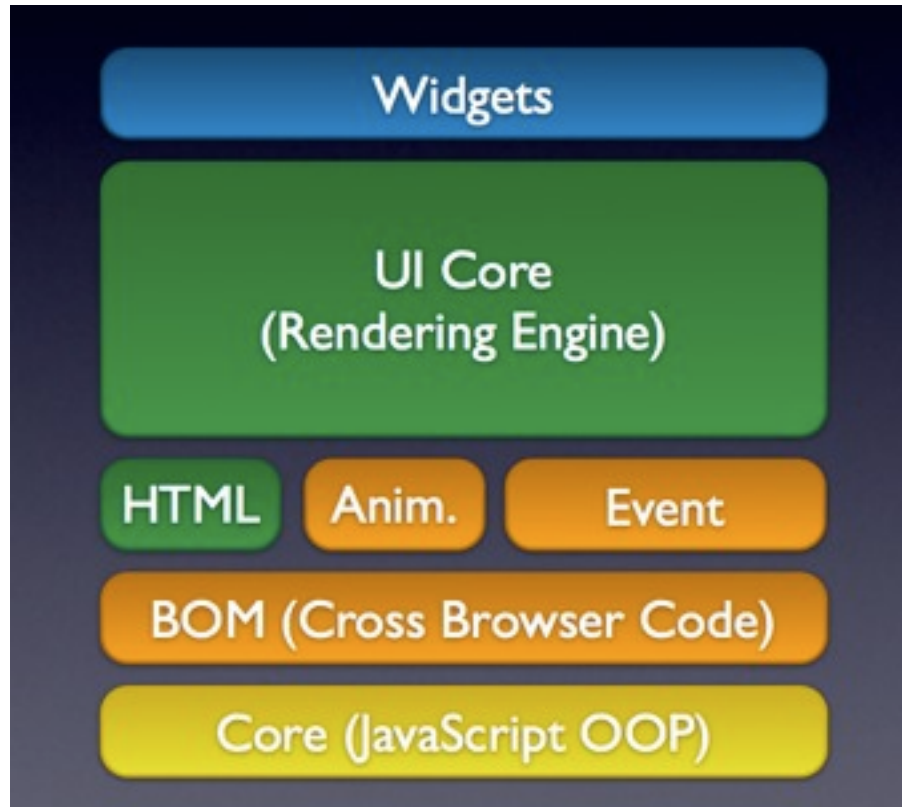 Widgets
UI Core
(Rendering Engine)
HTML
Anim.
Event
BOM (Cross Browser Code)
Core (JavaScript OOP)